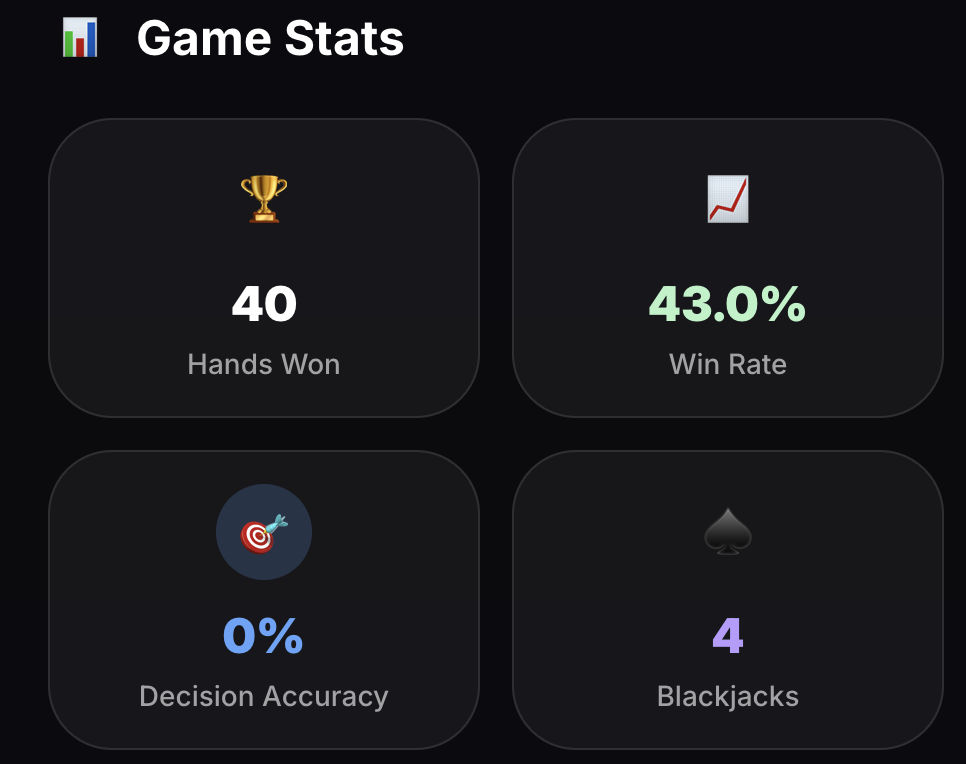 Game Stats
40
Hands Won
43.0%
Win Rate
0%
Decision Accuracy
4
Blackjacks